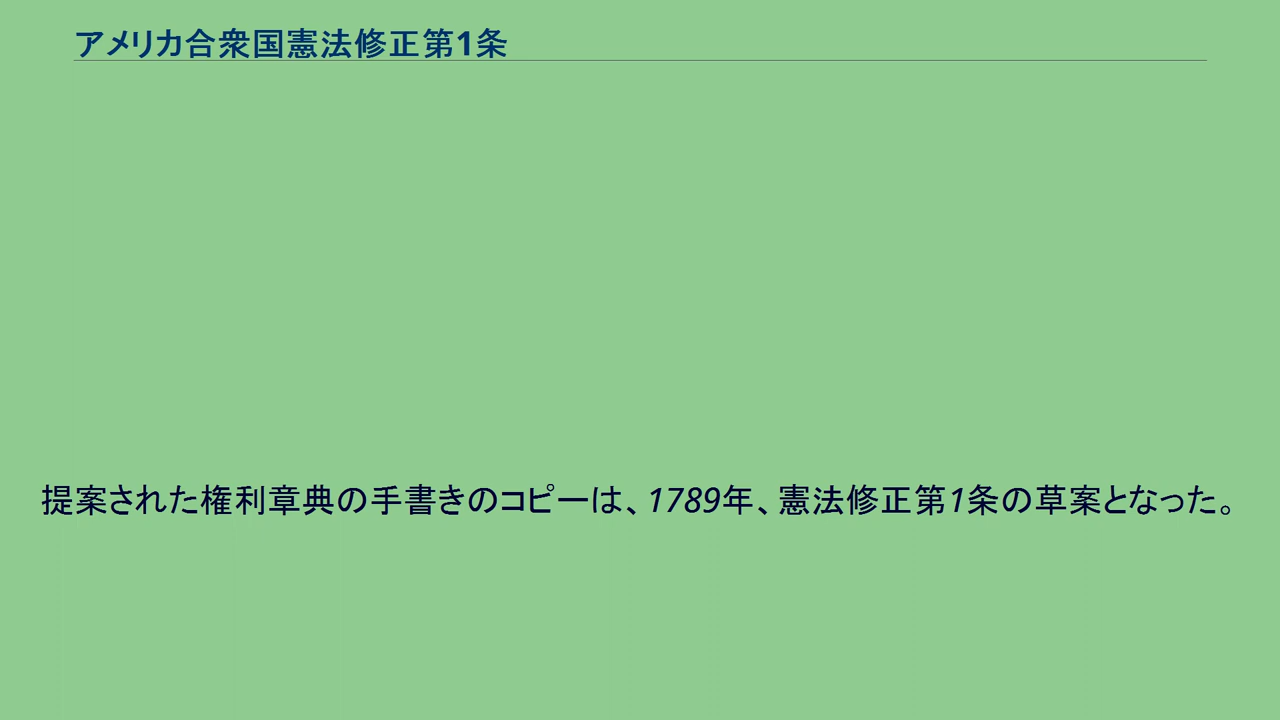 アメリカ合衆国憲法修正第1条
提案された権利章典の手書きのコピーは、1789年、憲法修正第1条の草案となった。